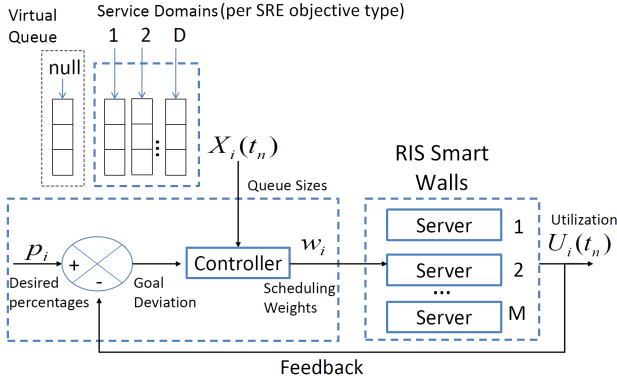 Virtual
Queue
Service Domains (per SRE objective type)
1 2 D
null
...
X_i(t_n)
Queue Sizes
RIS Smart
Walls
p_i
Desired
percentages
+
-
Goal
Deviation
Controller
w_i
Scheduling
Weights
Server 1
Server 2
...
Server M
Utilization
U_i(t_n)
Feedback